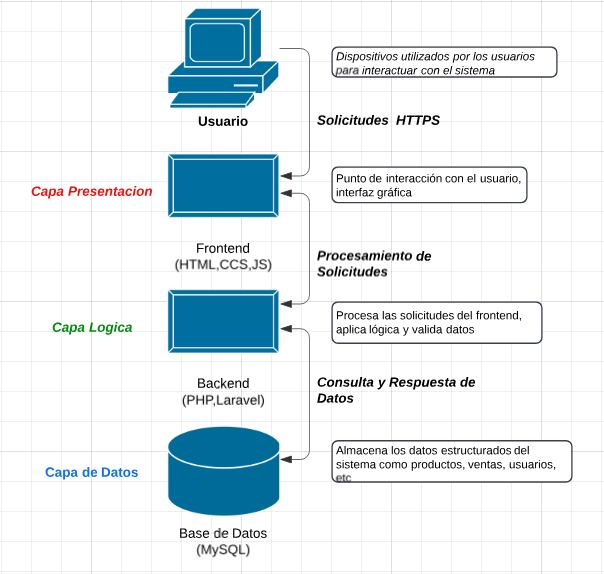 Dispositivos utilizados por los usuarios
para interactuar con el sistema
Usuario
Solicitudes HTTPS
Capa Presentacion
Punto de interacción con el usuario,
interfaz gráfica
Frontend
(HTML,CCS,JS)
Procesamiento de
Solicitudes
Capa Logica
Procesa las solicitudes del frontend,
aplica lógica y valida datos
Backend
(PHP,Laravel)
Consulta y Respuesta de
Datos
Capa de Datos
Almacena los datos estructurados del
sistema como productos, ventas, usuarios,
etc
Base de Datos
(MySQL)